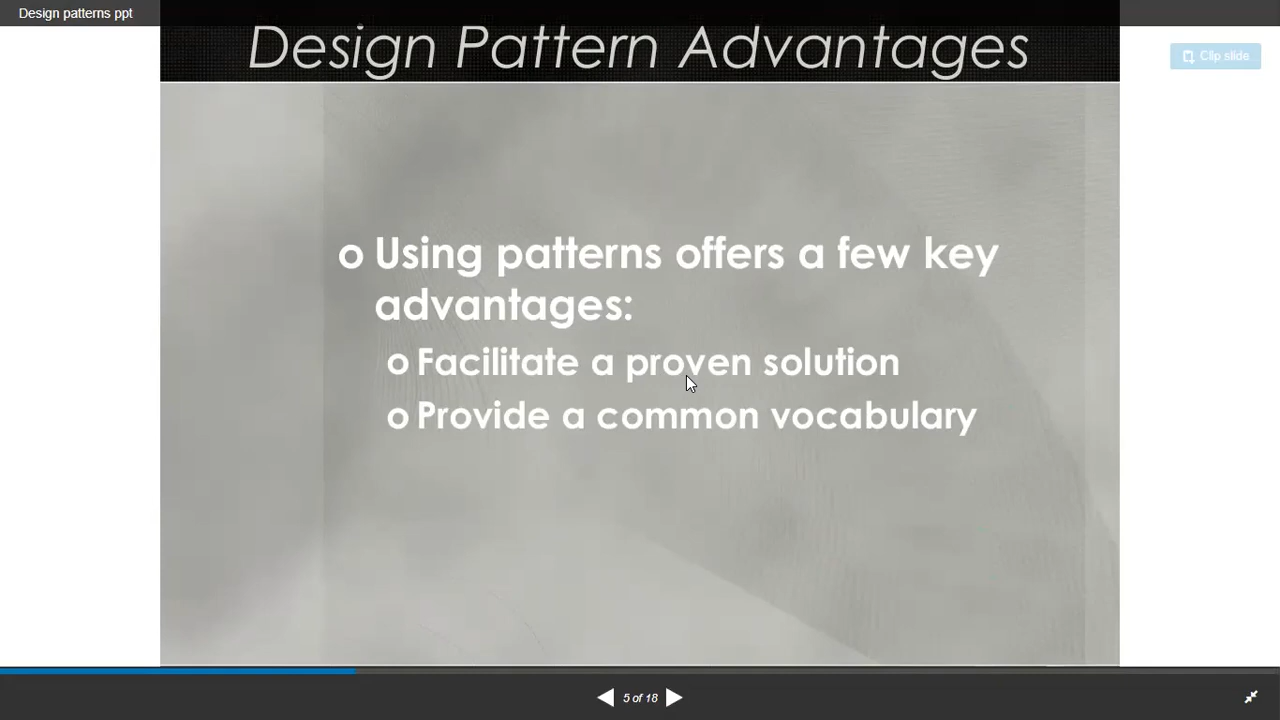 Design patterns ppt
Design Pattern Advantages
Clip slide
o Using patterns offers a few key
advantages:
o Facilitate a proven solution
o Provide a common vocabulary
5 of 18